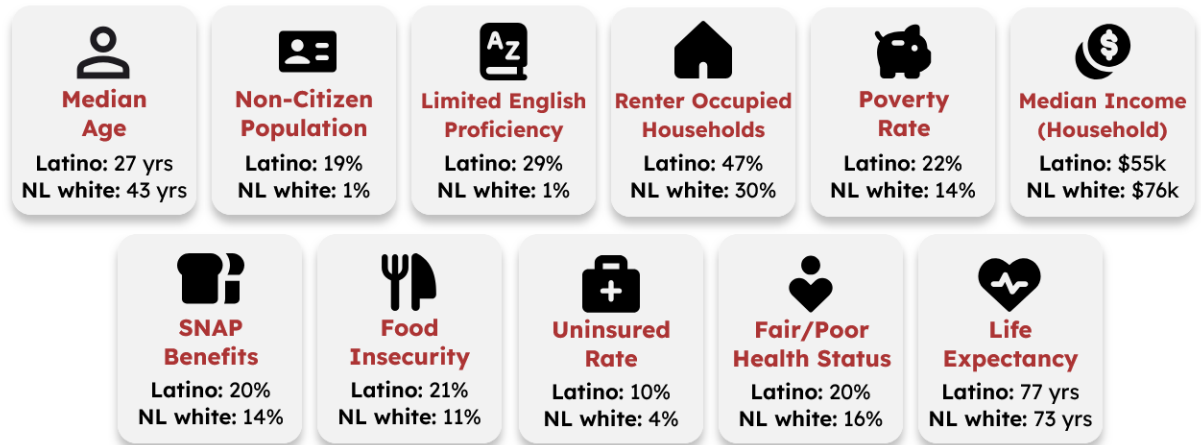 Median
Age
Latino: 27 yrs
NL white: 43 yrs
Non-Citizen
Population
Latino: 19%
NL white: 1%
AZ
Limited English
Proficiency
Latino: 29%
NL white: 1%
Renter Occupied
Households
Latino: 47%
NL white: 30%
Poverty
Rate
Latino: 22%
NL white: 14%
$
Median Income
(Household)
Latino: $55k
NL white: $76k
SNAP
Benefits
Latino: 20%
NL white: 14%
Food
Insecurity
Latino: 21%
NL white: 11%
Uninsured
Rate
Latino: 10%
NL white: 4%
Fair/Poor
Health Status
Latino: 20%
NL white: 16%
Life
Expectancy
Latino: 77 yrs
NL white: 73 yrs